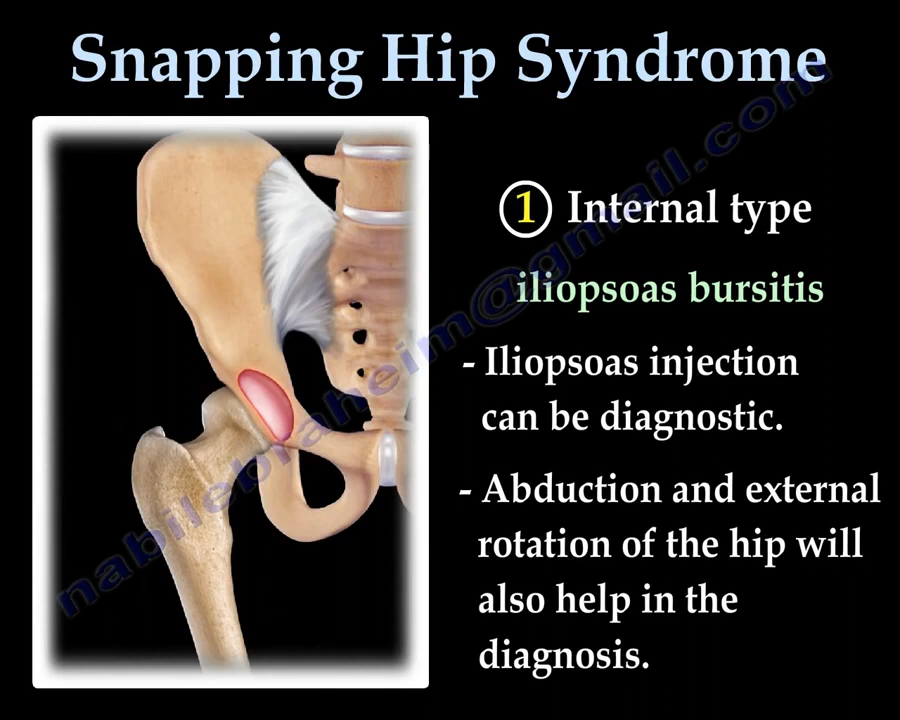 Snapping Hip Syndrome
1 Internal type
iliopsoas bursitis
- Iliopsoas injection
can be diagnostic.
- Abduction and external
rotation of the hip will
also help in the
diagnosis.
nabilebraheim@gmail.com